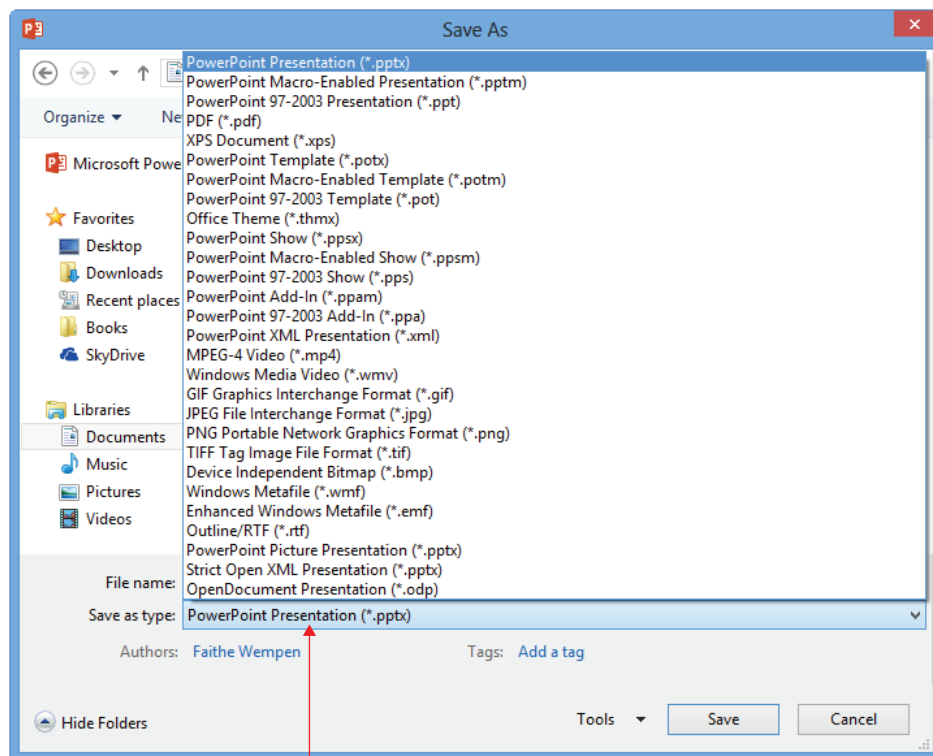 Save As
PowerPoint Presentation (*.pptx)
PowerPoint Macro-Enabled Presentation (*.pptm)
PowerPoint 97-2003 Presentation (*.ppt)
PDF (*.pdf)
XPS Document (*.xps)
PowerPoint Template (*.potx)
PowerPoint Macro-Enabled Template (*.potm)
PowerPoint 97-2003 Template (*.pot)
Office Theme (*.thmx)
PowerPoint Show (*.ppsx)
PowerPoint Macro-Enabled Show (*.ppsm)
PowerPoint 97-2003 Show (*.pps)
PowerPoint Add-In (*.ppam)
PowerPoint 97-2003 Add-In (*.ppa)
PowerPoint XML Presentation (*.xml)
MPEG-4 Video (*.mp4)
Windows Media Video (*.wmv)
GIF Graphics Interchange Format (*.gif)
JPEG File Interchange Format (*.jpg)
PNG Portable Network Graphics Format (*.png)
TIFF Tag Image File Format (*.tif)
Device Independent Bitmap (*.bmp)
Windows Metafile (*.wmf)
Enhanced Windows Metafile (*.emf)
Outline/RTF (*.rtf)
PowerPoint Picture Presentation (*.pptx)
Strict Open XML Presentation (*.pptx)
OpenDocument Presentation (*.odp)
Organize
Ne
Microsoft Powe
Favorites
Desktop
Downloads
Recent places
Books
SkyDrive
Libraries
Documents
Music
Pictures
Videos
File name:
Save as type: PowerPoint Presentation (*.pptx)
Authors: Faithe Wempen Tags: Add a tag
Hide Folders Tools Save Cancel